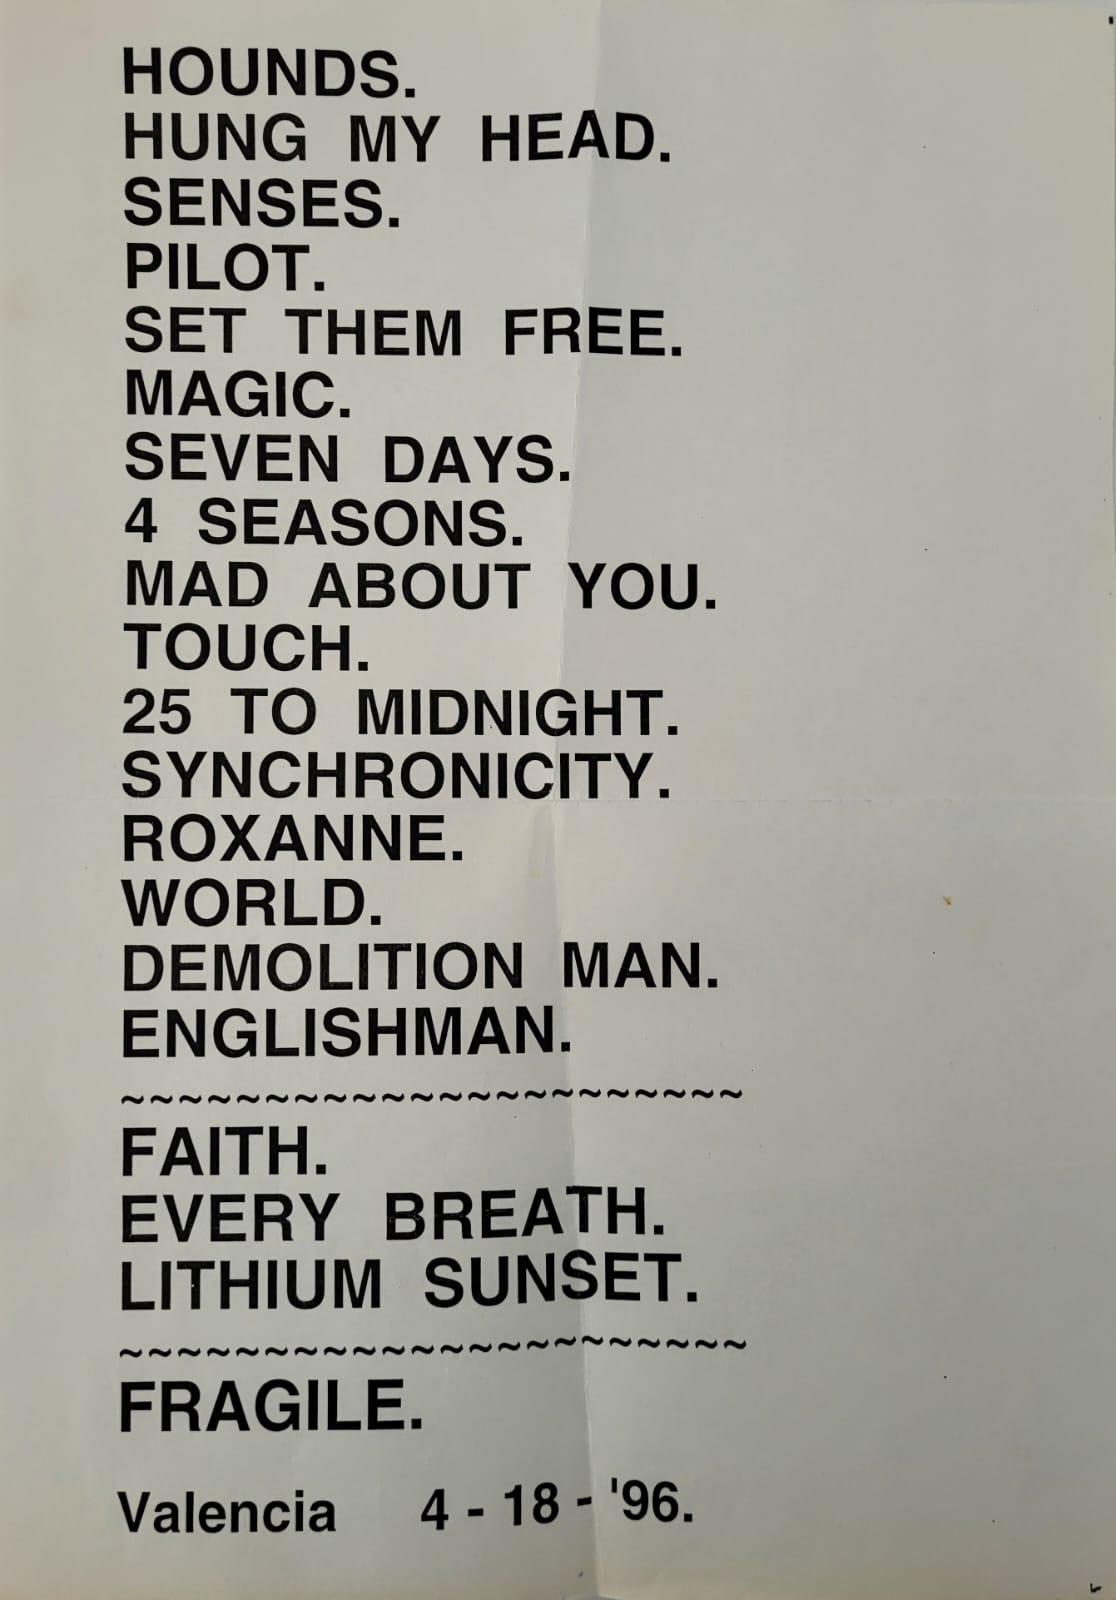 HOUNDS.
HUNG MY HEAD.
SENSES.
PILOT.
SET THEM FREE.
MAGIC.
SEVEN DAYS.
4 SEASONS.
MAD ABOUT YOU.
TOUCH.
25 TO MIDNIGHT.
SYNCHRONICITY.
ROXANNE.
WORLD.
DEMOLITION MAN.
ENGLISHMAN.
~~~~~~~~~~~~~~~~~~~~~~
FAITH.
EVERY BREATH.
LITHIUM SUNSET.
~~~~~~~~~~~~~~~~~~~~~~
FRAGILE.
Valencia 4 - 18 - '96.